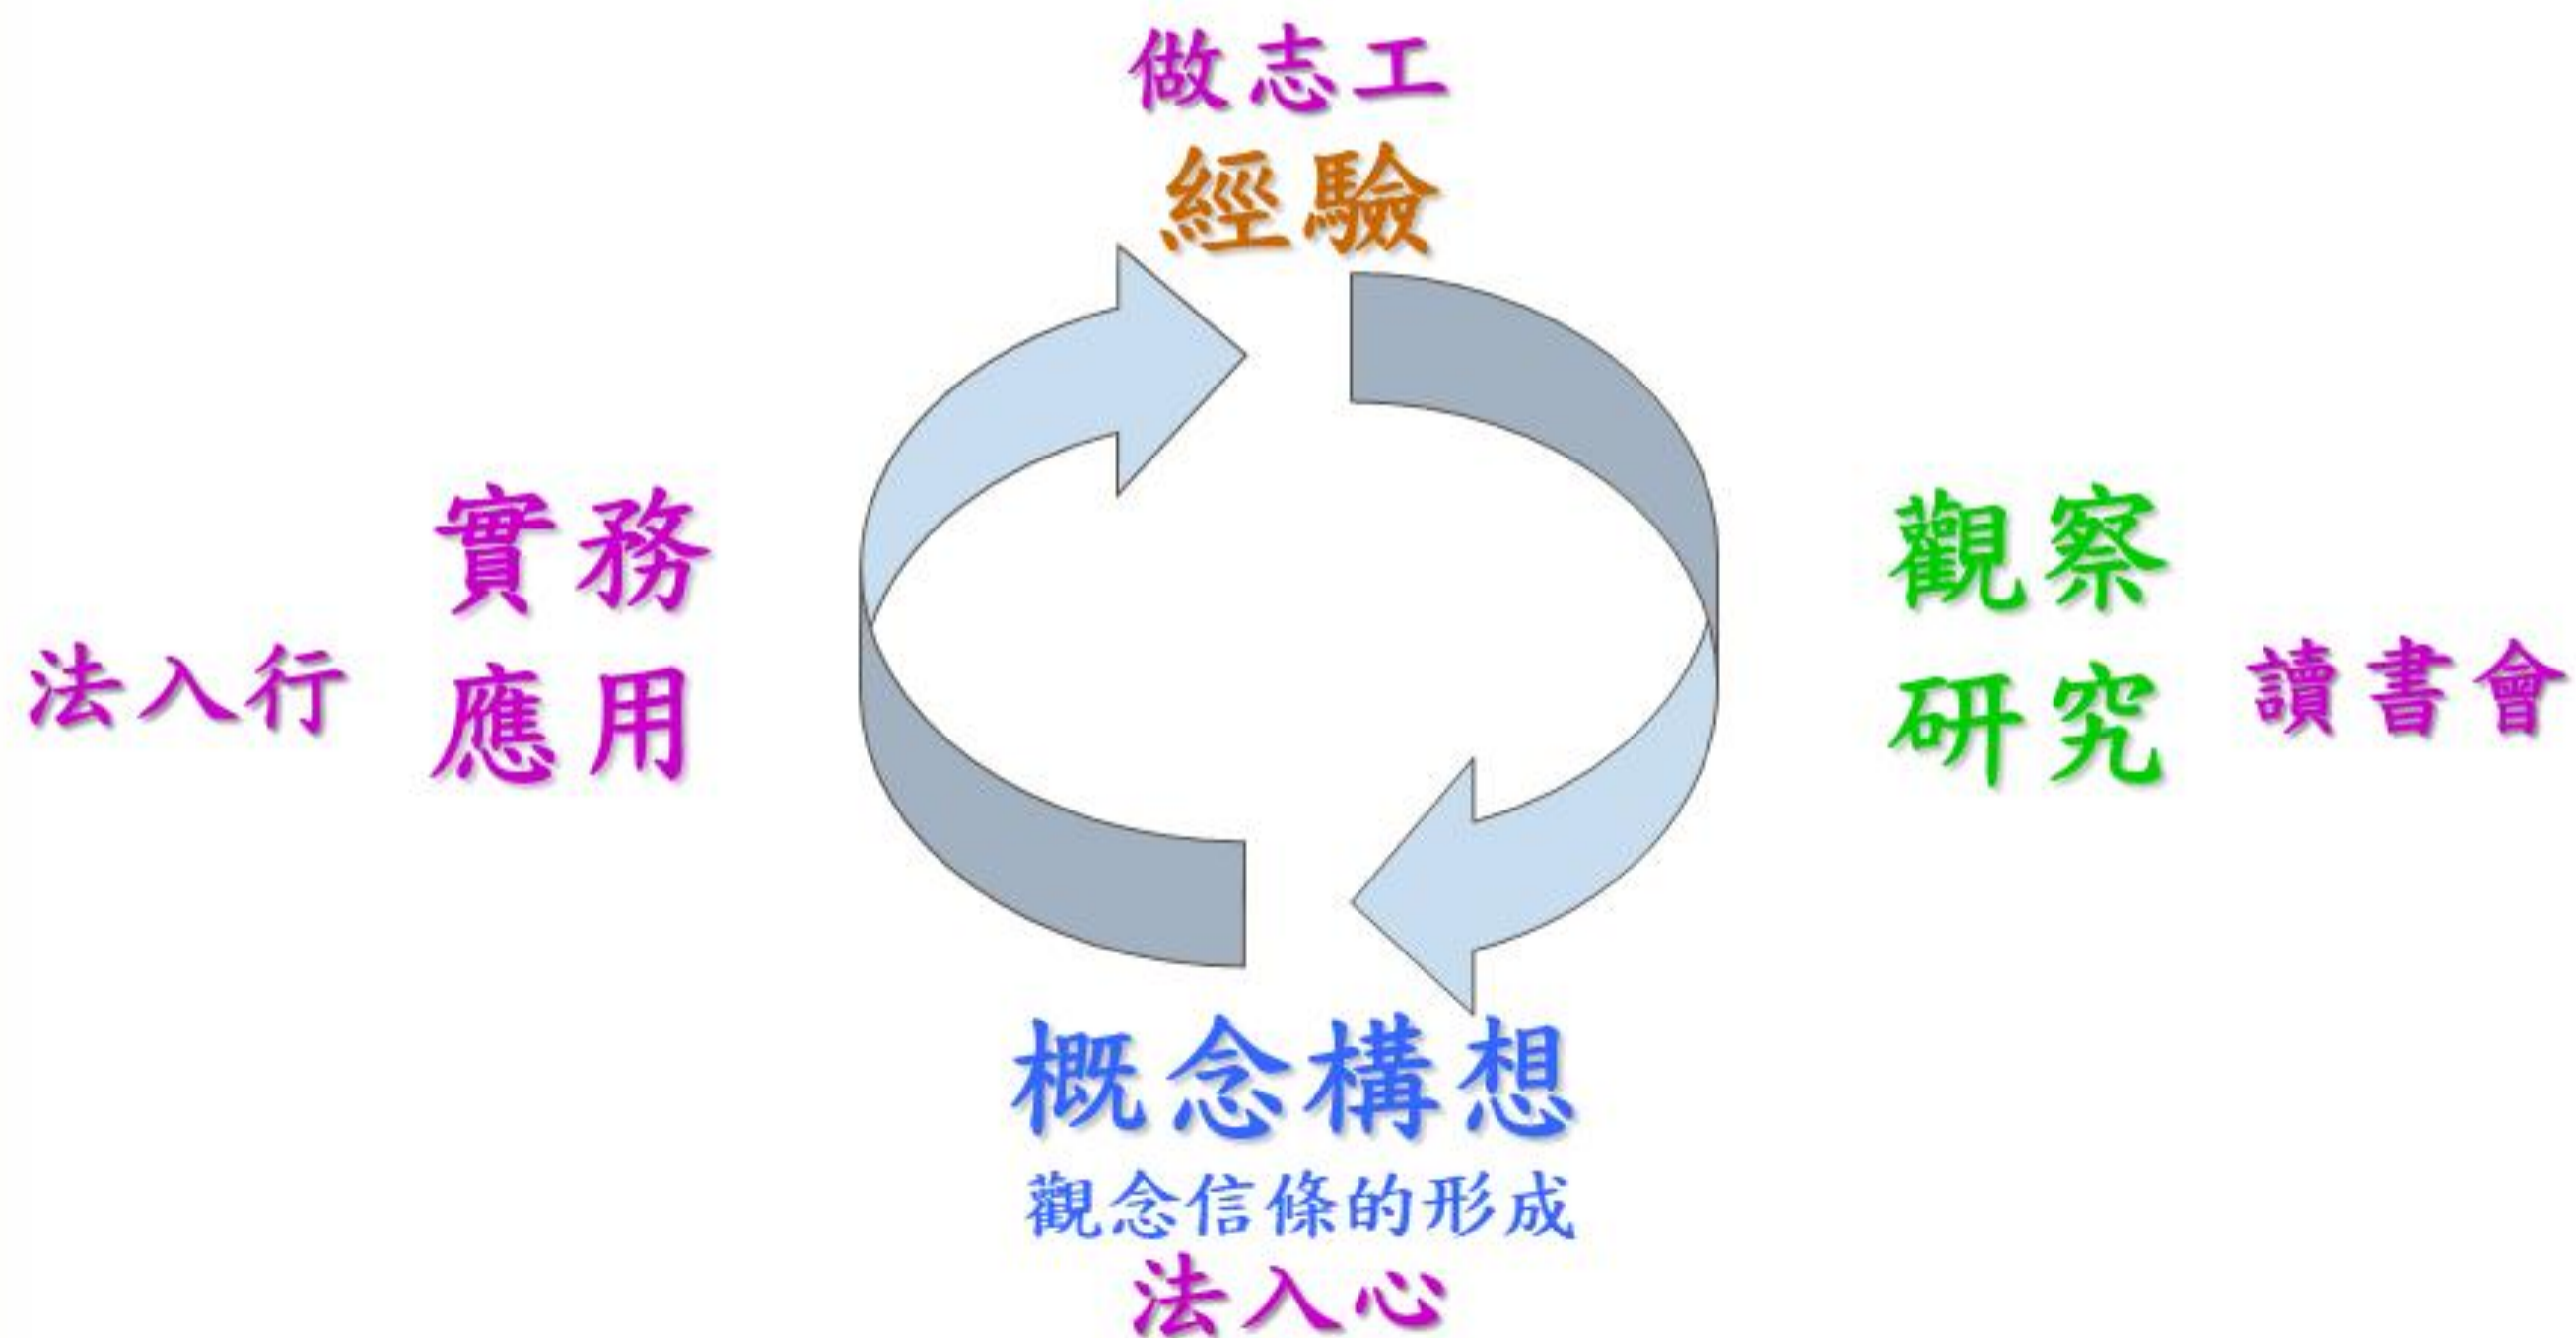 做志工
經驗
實務
應用
法入行
觀察
研究
讀書會
概念構想
觀念信條的形成
法入心